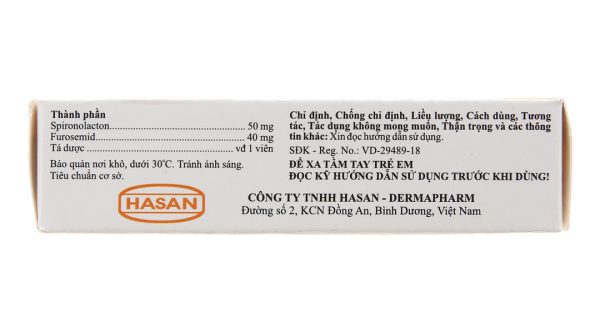 Thành phần
Spironolacton........................................50 mg
Furosemid.............................................40 mg
Tá dược...........................................vđ 1 viên
Bảo quản nơi khô, dưới 30°C. Tránh ánh sáng.
Tiêu chuẩn cơ sở.
Chỉ định, Chống chỉ định, Liều lượng, Cách dùng, Tương
tác, Tác dụng không mong muốn, Thận trọng và các thông
tin khác: Xin đọc hướng dẫn sử dụng.
SĐK - Reg. No.: VD-29489-18
ĐỂ XA TẦM TAY TRẺ EM
ĐỌC KỸ HƯỚNG DẪN SỬ DỤNG TRƯỚC KHI DÙNG!
HASAN
CÔNG TY TNHH HASAN - DERMAPHARM
Đường số 2, KCN Đồng An, Bình Dương, Việt Nam